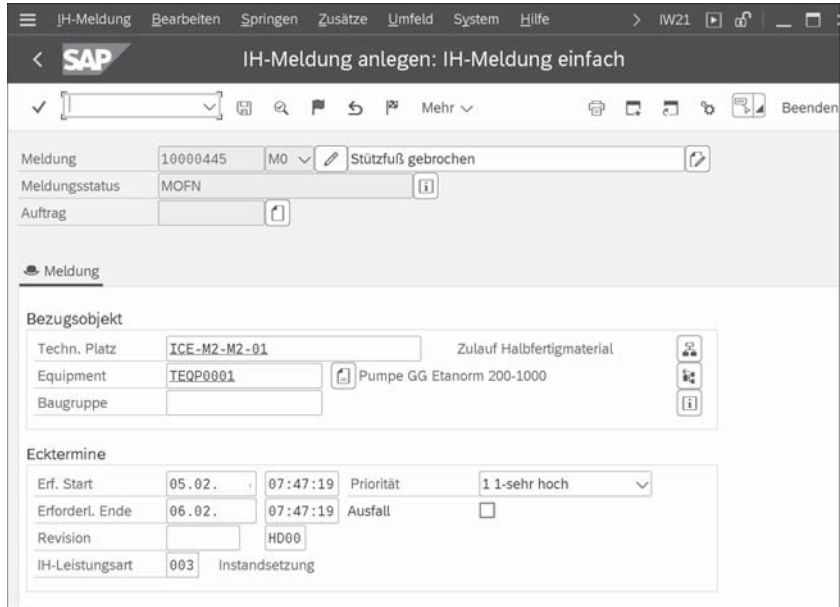 IH-Meldung Bearbeiten Springen Zusätze Umfeld System Hilfe IW21
SAP IH-Meldung anlegen: IH-Meldung einfach
Mehr Beenden
Meldung 10000445 M0 Stützfuß gebrochen
Meldungsstatus MOFN
Auftrag
Meldung
Bezugsobjekt
Techn. Platz ICE-M2-M2-01 Zulauf Halbfertigmaterial
Equipment TEQP0001 Pumpe GG Etanorm 200-1000
Baugruppe
Ecktermine
Erf. Start 05.02. 07:47:19 Priorität 1 1-sehr hoch
Erforderl. Ende 06.02. 07:47:19 Ausfall
Revision HD00
IH-Leistungsart 003 Instandsetzung